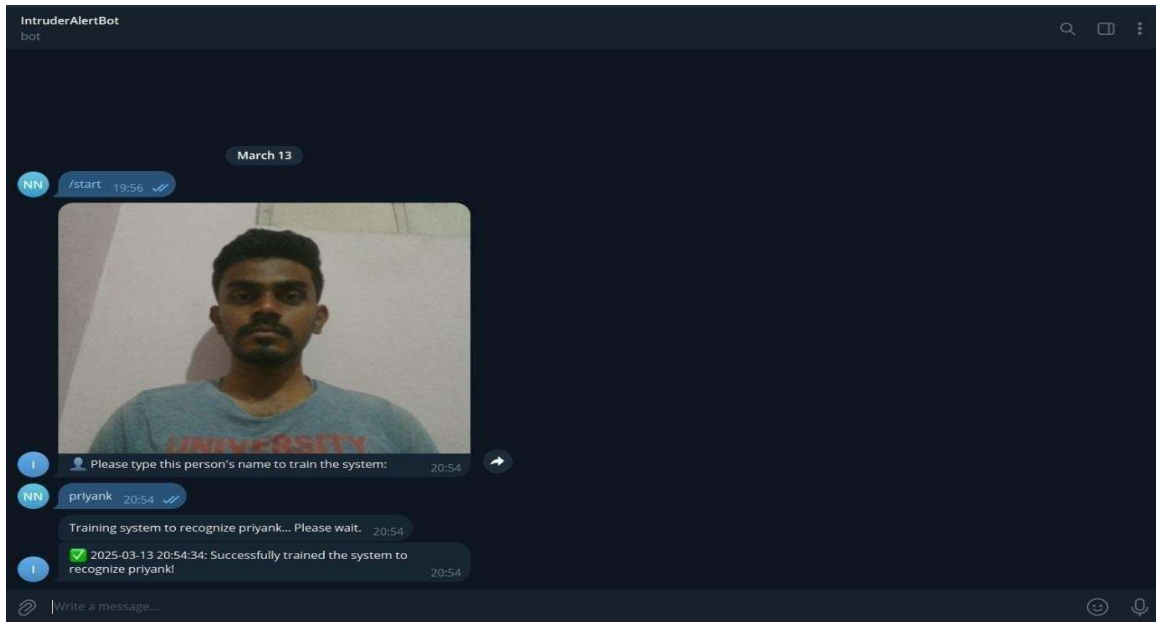 IntruderAlertBot
bot
March 13
NN
/start 19:56
UNIVERSITY
I
👤 Please type this person's name to train the system: 20:54
NN
priyank 20:54
Training system to recognize priyank... Please wait. 20:54
✅ 2025-03-13 20:54:34: Successfully trained the system to
recognize priyank! 20:54
I
Write a message...